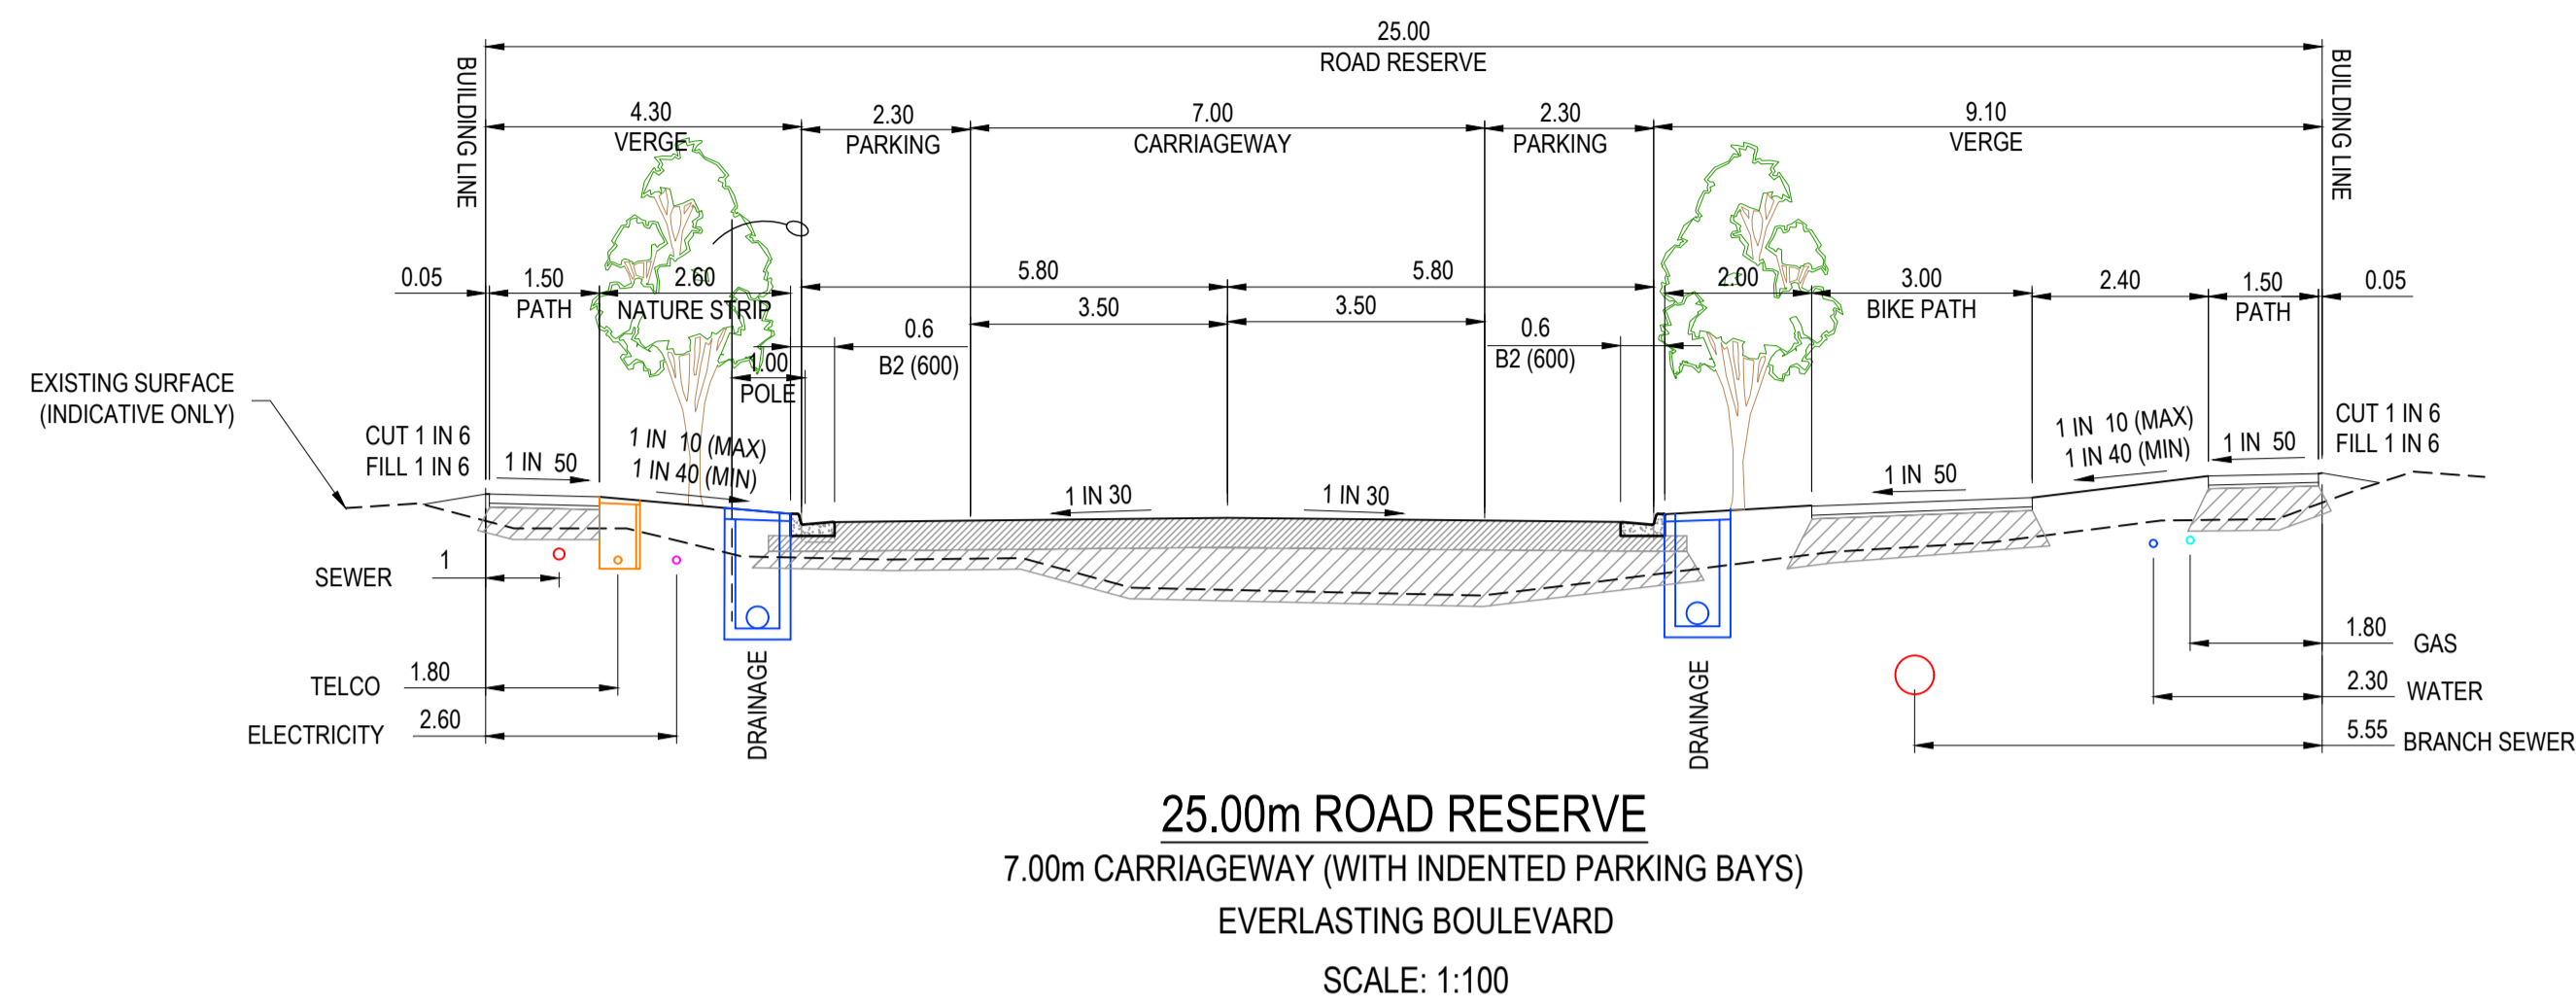 25.00
ROAD RESERVE
BUILDING LINE
BUILDING LINE
4.30
VERGE
2.30
PARKING
7.00
CARRIAGEWAY
2.30
PARKING
9.10
VERGE
0.05
1.50
PATH
2.60
NATURE STRIP
5.80
5.80
2.00
3.00
BIKE PATH
2.40
1.50
PATH
0.05
3.50
3.50
0.6
B2 (600)
0.6
B2 (600)
1.00
POLE
EXISTING SURFACE
(INDICATIVE ONLY)
CUT 1 IN 6
FILL 1 IN 6
1 IN 50
1 IN 10 (MAX)
1 IN 40 (MIN)
1 IN 30
1 IN 30
1 IN 50
1 IN 10 (MAX)
1 IN 40 (MIN)
1 IN 50
CUT 1 IN 6
FILL 1 IN 6
SEWER
1
TELCO
1.80
ELECTRICITY
2.60
DRAINAGE
DRAINAGE
1.80
GAS
2.30
WATER
5.55
BRANCH SEWER
25.00m ROAD RESERVE
7.00m CARRIAGEWAY (WITH INDENTED PARKING BAYS)
EVERLASTING BOULEVARD
SCALE: 1:100